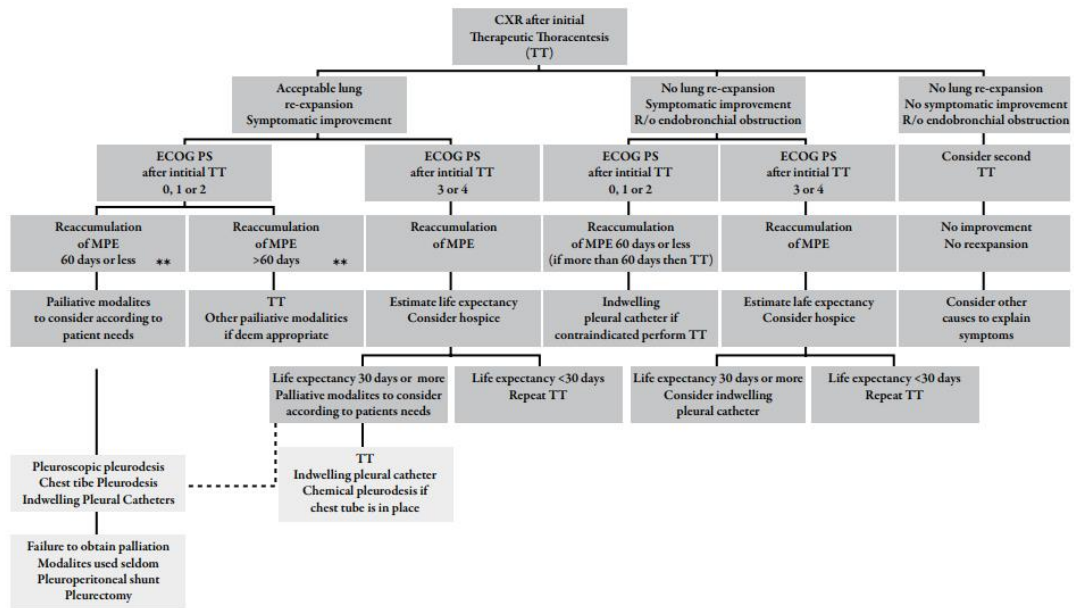 CXR after initial
Therapeutic Thoracentesis
(TT)
Acceptable lung
re-expansion
Symptomatic improvement
No lung re-expansion
Symptomatic improvement
R/o endobronchial obstruction
No lung re-expansion
No symptomatic improvement
R/o endobronchial obstruction
ECOG PS
after intitial TT
0, 1 or 2
ECOG PS
after intitial TT
3 or 4
ECOG PS
after intitial TT
0, 1 or 2
ECOG PS
after intitial TT
3 or 4
Consider second
TT
Reaccumulation
of MPE
60 days or less **
Reaccumulation
of MPE
>60 days **
Reaccumulation
of MPE
Reaccumulation
of MPE 60 days or less
(if more than 60 days then TT)
Reaccumulation
of MPE
No improvement
No reexpansion
Pailiative modalites
to consider according to
patient needs
TT
Other pailiative modalities
if deem appropriate
Estimate life expectancy
Consider hospice
Indwelling
pleural catheter if
contraindicated perform TT
Estimate lafe expectancy
Consider hospice
Consider other
causes to explain
symptoms
Life expectancy 30 days or more
Palliative modalites to consider
according to patients needs
Life expectancy <30 days
Repeat TT
Life expectancy 30 days or more
Consider indwelling
pleural catheter
Life expectancy <30 days
Repeat TT
Pleuroscopic pleurodesis
Chest tibe Pleurodesis
Indwelling Pleural Catheters
TT
Indwelling pleural catheter
Chemical pleurodesis if
chest tube is in place
Failure to obtain palliation
Modalites used seldom
Pleuroperitoneal shunt
Pleurectomy